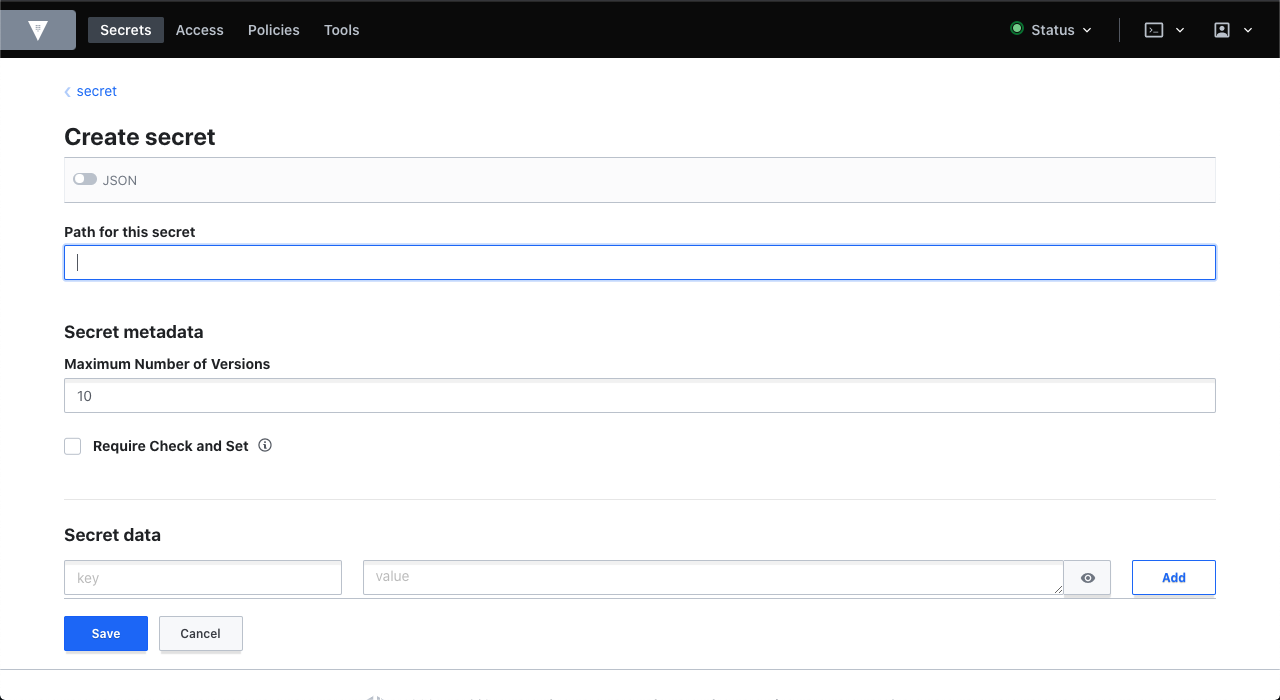 Secrets Access Policies Tools Status
secret
Create secret
JSON
Path for this secret
Secret metadata
Maximum Number of Versions
10
Require Check and Set
Secret data
key value Add
Save Cancel